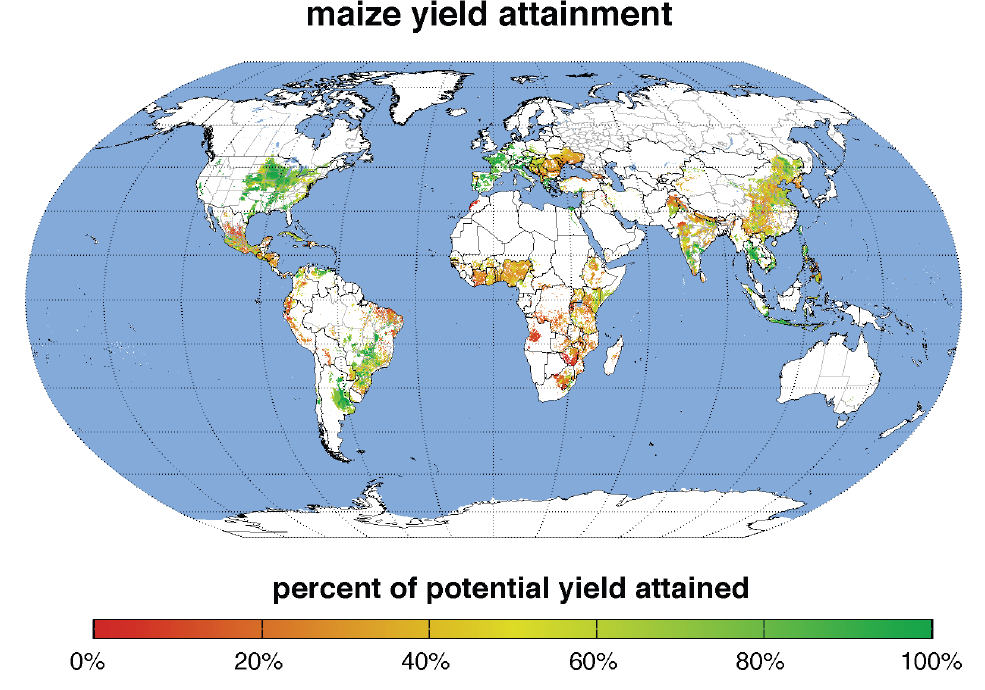 maize yield attainment
percent of potential yield attained
0% 20% 40% 60% 80% 100%